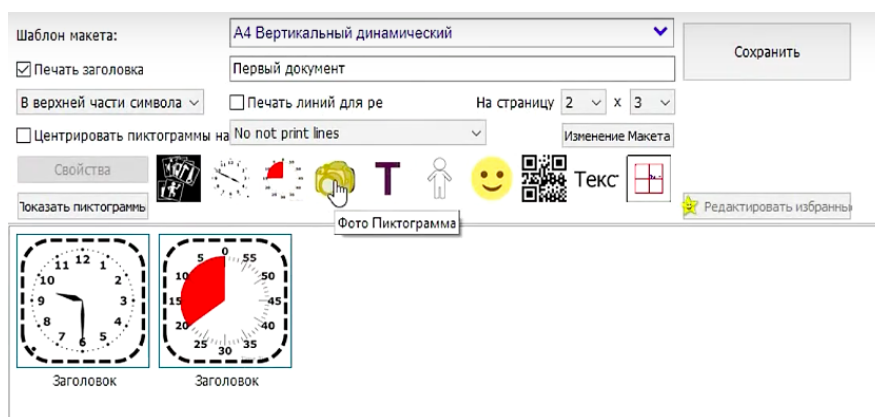 Шаблон макета:
А4 Вертикальный динамический
Сохранить
Печать заголовка
Первый документ
В верхней части символа
Печать линий для ре
На страницу 2 x 3
Центрировать пиктограммы на
No not print lines
Изменение Макета
Свойства
T
Текс
Показать пиктограммь
Редактировать избранны
Фото Пиктограмма
11 12 1
10 2
9 3
8 4
7 6 5
5 0 55
10 50
15 45
20 40
25 30 35
Заголовок
Заголовок